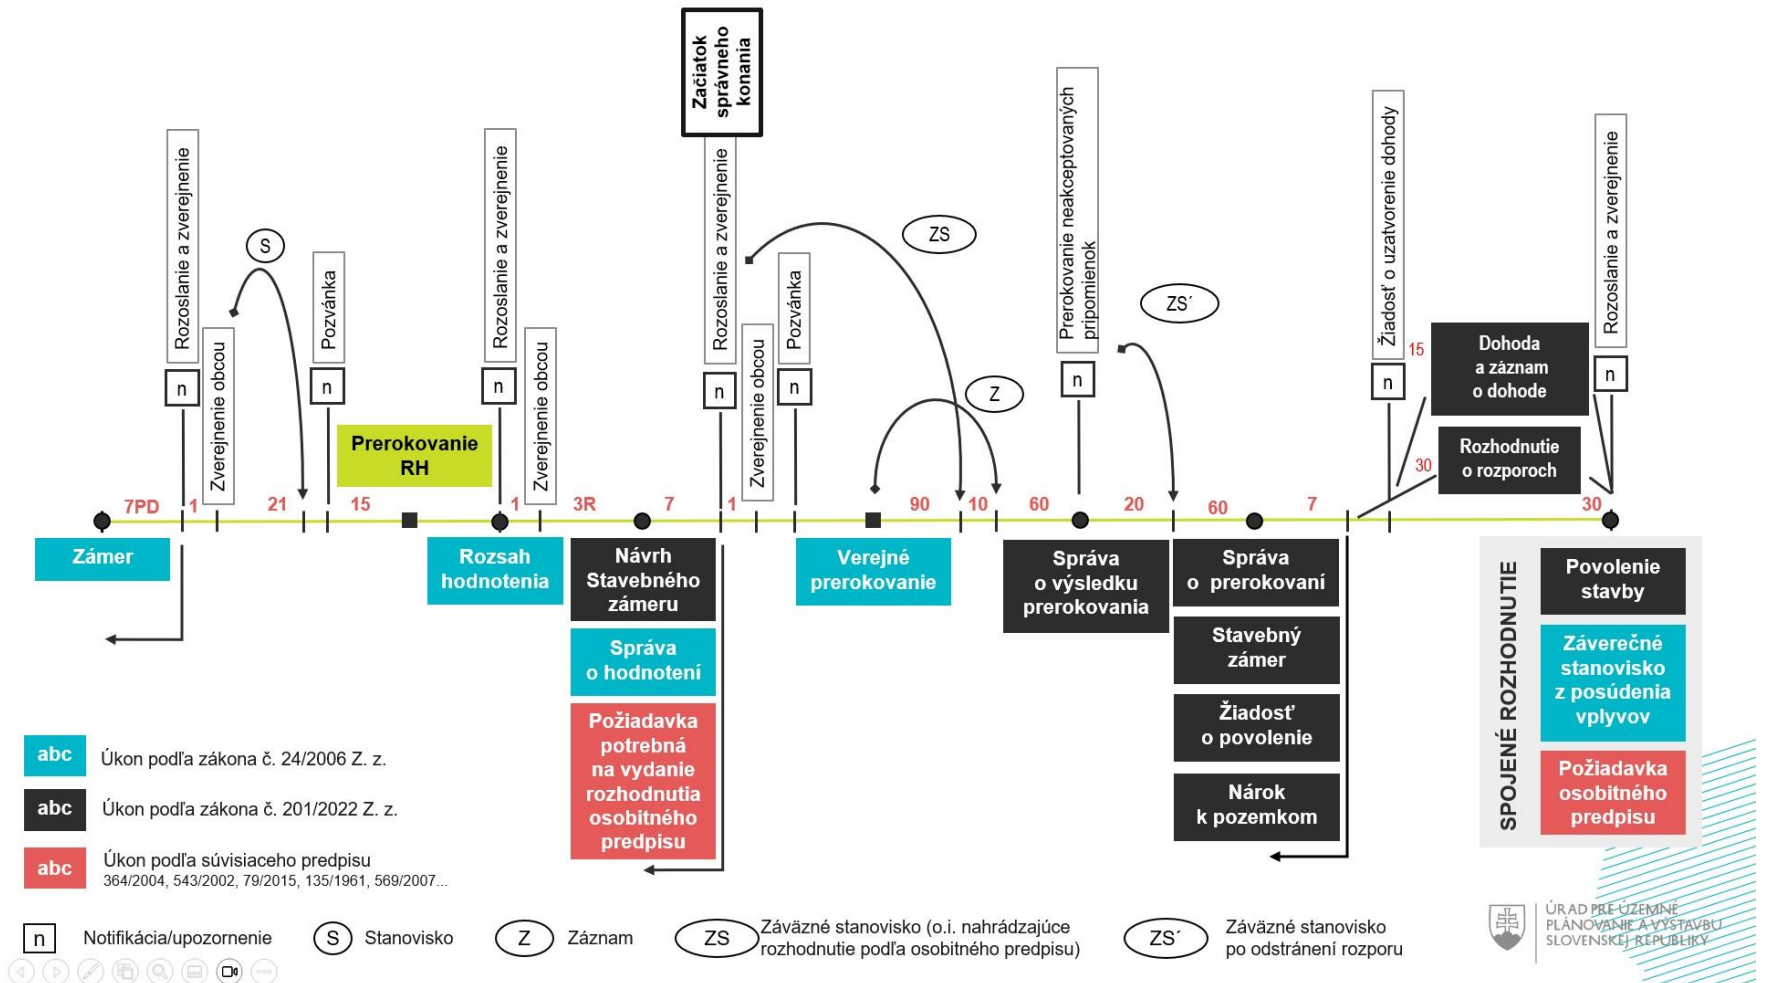 Začiatok
správneho
konania
Rozoslanie a zverejnenie
n
Zverejnenie obcou
S
Pozvánka
n
Rozoslanie a zverejnenie
n
Zverejnenie obcou
Rozoslanie a zverejnenie
n
Zverejnenie obcou
Pozvánka
n
ZS
Z
Prerokovanie neakceptovaných
pripomienok
n
ZS´
Žiadosť o uzatvorenie dohody
n
15
Dohoda
a záznam
o dohode
30
Rozhodnutie
o rozporoch
Rozoslanie a zverejnenie
n
Prerokovanie
RH
7PD
1
21
15
1
3R
7
1
90
10
60
20
60
7
30
Zámer
Rozsah
hodnotenia
Návrh
Stavebného
zámeru
Správa
o hodnotení
Požiadavka
potrebná
na vydanie
rozhodnutia
osobitného
predpisu
Verejné
prerokovanie
Správa
o výsledku
prerokovania
Správa
o prerokovaní
Stavebný
zámer
Žiadosť
o povolenie
Nárok
k pozemkom
SPOJENÉ ROZHODNUTIE
Povolenie
stavby
Záverečné
stanovisko
z posúdenia
vplyvov
Požiadavka
osobitného
predpisu
abc
Úkon podľa zákona č. 24/2006 Z. z.
abc
Úkon podľa zákona č. 201/2022 Z. z.
abc
Úkon podľa súvisiaceho predpisu
364/2004, 543/2002, 79/2015, 135/1961, 569/2007...
n
Notifikácia/upozornenie
S
Stanovisko
Z
Záznam
ZS
Záväzné stanovisko (o.i. nahrádzajúce
rozhodnutie podľa osobitného predpisu)
ZS´
Záväzné stanovisko
po odstránení rozporu
ÚRAD PRE ÚZEMNÉ
PLÁNOVANIE A VÝSTAVBU
SLOVENSKEJ REPUBLIKY